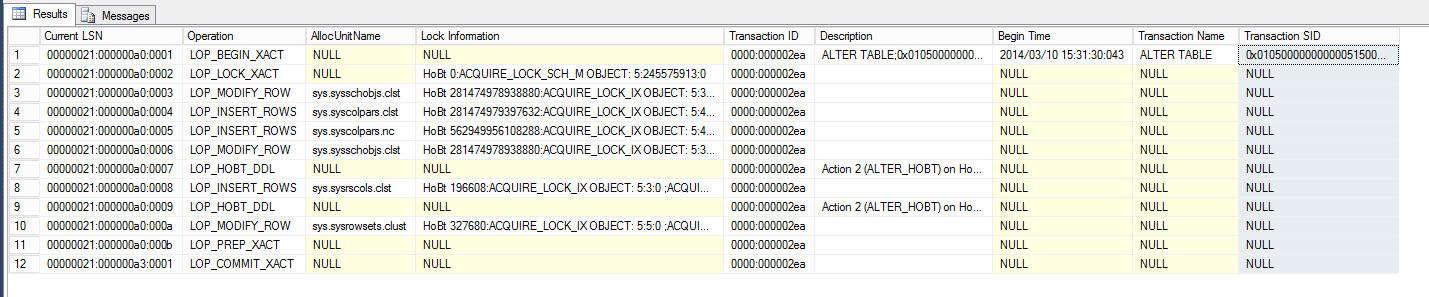 Results Messages
Current LSN Operation AllocUnitName Lock Information Transaction ID Description Begin Time Transaction Name Transaction SID
1 00000021:000000a0:0001 LOP_BEGIN_XACT NULL NULL 0000:000002ea ALTER TABLE;0x01050000000... 2014/03/10 15:31:30:043 ALTER TABLE 0x010500000000000515000...
2 00000021:000000a0:0002 LOP_LOCK_XACT NULL HoBt 0:ACQUIRE_LOCK_SCH_M OBJECT: 5:245575913:0 0000:000002ea NULL NULL NULL
3 00000021:000000a0:0003 LOP_MODIFY_ROW sys.sysschobjs.clst HoBt 281474978938880:ACQUIRE_LOCK_IX OBJECT: 5:3... 0000:000002ea NULL NULL NULL
4 00000021:000000a0:0004 LOP_INSERT_ROWS sys.syscolpars.clst HoBt 281474979397632:ACQUIRE_LOCK_IX OBJECT: 5:4... 0000:000002ea NULL NULL NULL
5 00000021:000000a0:0005 LOP_INSERT_ROWS sys.syscolpars.nc HoBt 562949956108288:ACQUIRE_LOCK_IX OBJECT: 5:4... 0000:000002ea NULL NULL NULL
6 00000021:000000a0:0006 LOP_MODIFY_ROW sys.sysschobjs.clst HoBt 281474978938880:ACQUIRE_LOCK_IX OBJECT: 5:3... 0000:000002ea NULL NULL NULL
7 00000021:000000a0:0007 LOP_HOBT_DDL NULL NULL 0000:000002ea Action 2 (ALTER_HOBT) on Ho... NULL NULL NULL
8 00000021:000000a0:0008 LOP_INSERT_ROWS sys.sysrscols.clst HoBt 196608:ACQUIRE_LOCK_IX OBJECT: 5:3:0 ;ACQUI... 0000:000002ea NULL NULL NULL
9 00000021:000000a0:0009 LOP_HOBT_DDL NULL NULL 0000:000002ea Action 2 (ALTER_HOBT) on Ho... NULL NULL NULL
10 00000021:000000a0:000a LOP_MODIFY_ROW sys.sysrowsets.clust HoBt 327680:ACQUIRE_LOCK_IX OBJECT: 5:5:0 ;ACQUI... 0000:000002ea NULL NULL NULL
11 00000021:000000a0:000b LOP_PREP_XACT NULL NULL 0000:000002ea NULL NULL NULL
12 00000021:000000a3:0001 LOP_COMMIT_XACT NULL NULL 0000:000002ea NULL NULL NULL